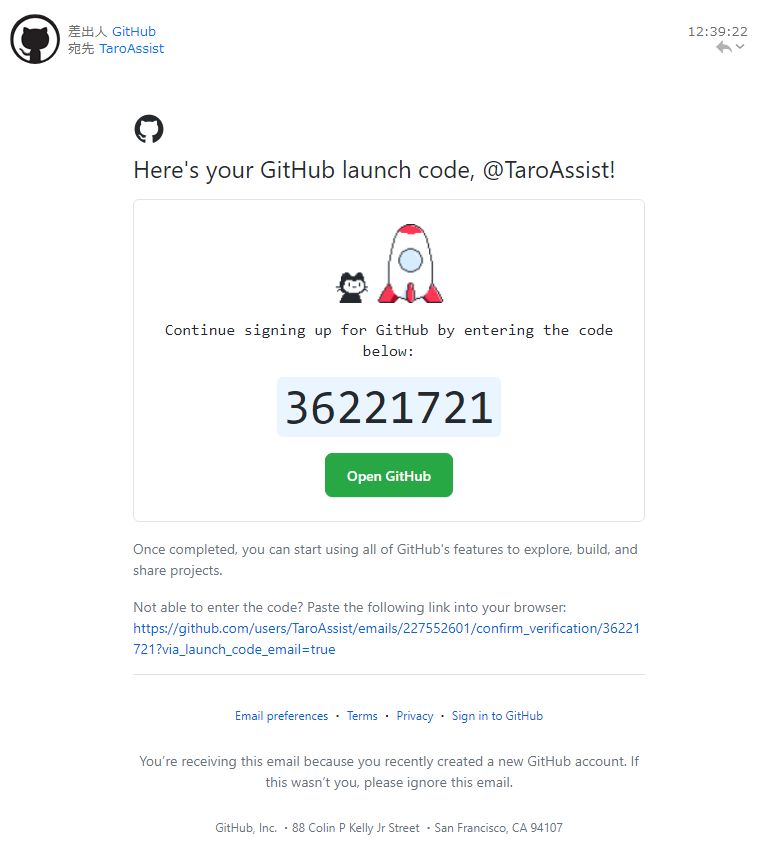 差出人 GitHub
12:39:22
宛先 TaroAssist
Here's your GitHub launch code, @TaroAssist!
Continue signing up for GitHub by entering the code
below:
36221721
Open GitHub
Once completed, you can start using all of GitHub's features to explore, build, and
share projects.
Not able to enter the code? Paste the following link into your browser:
https://github.com/users/TaroAssist/emails/227552601/confirm_verification/36221
721?via_launch_code_email=true
Email preferences · Terms · Privacy · Sign in to GitHub
You’re receiving this email because you recently created a new GitHub account. If
this wasn’t you, please ignore this email.
GitHub, Inc. ・88 Colin P Kelly Jr Street ・San Francisco, CA 94107